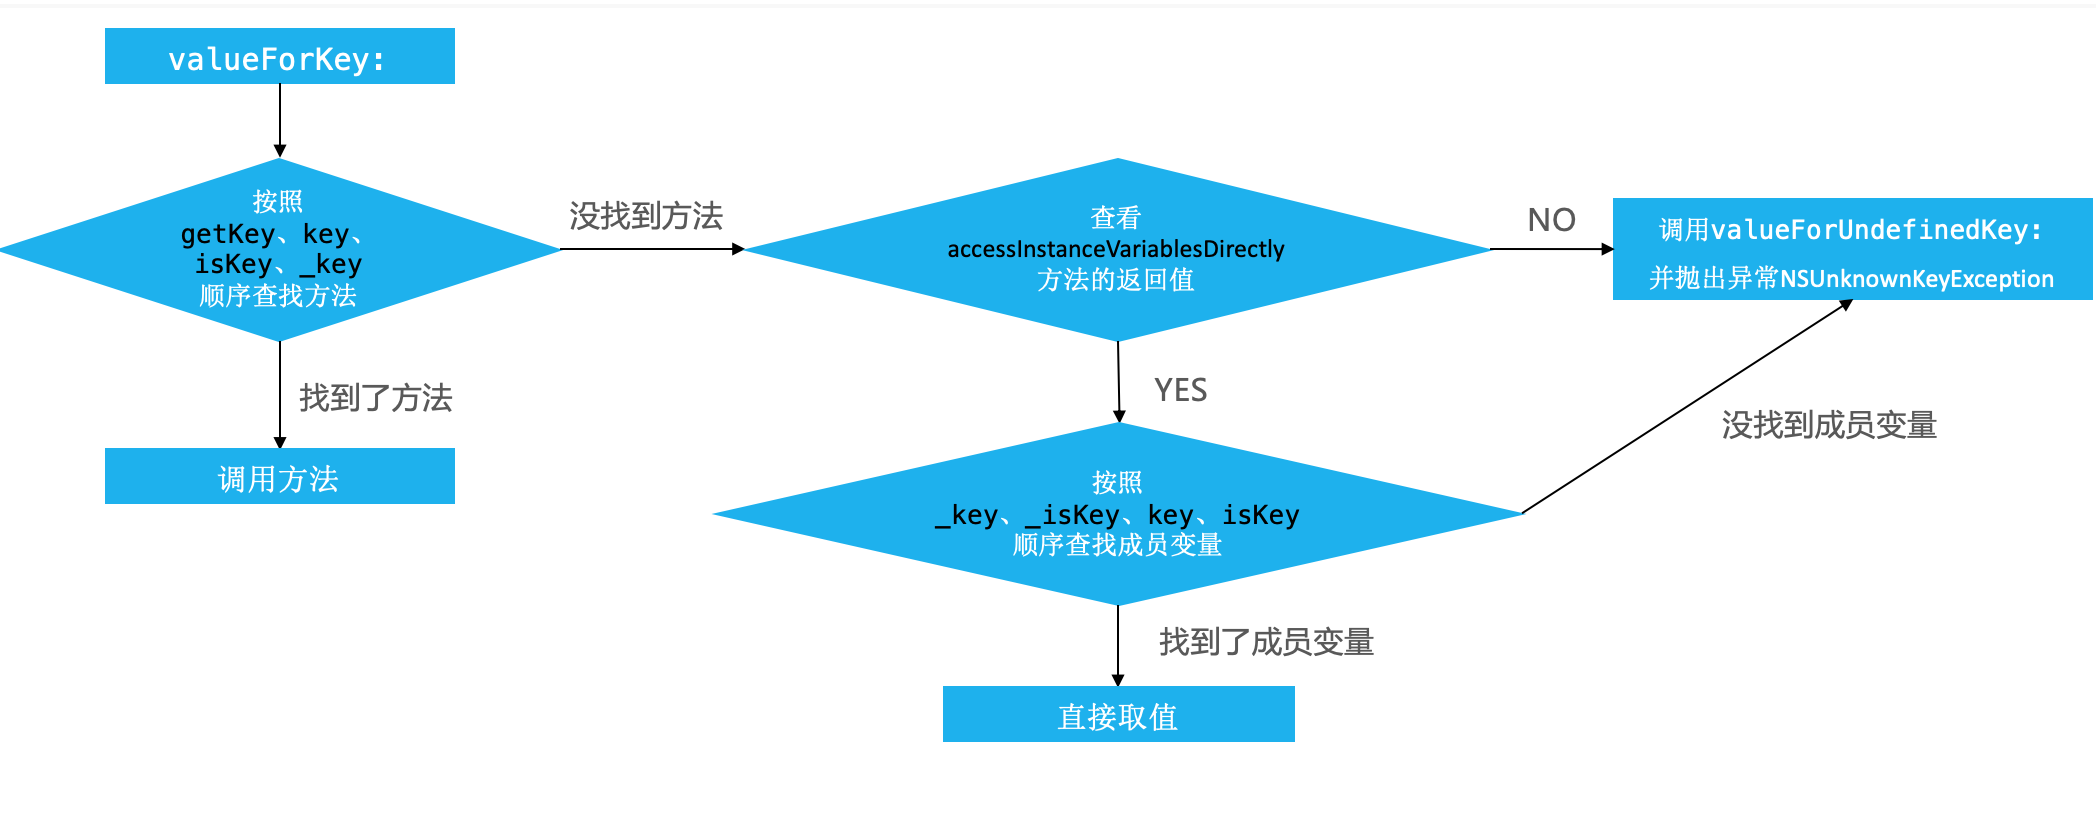 valueForKey:
按照
getKey、key、
isKey、_key
顺序查找方法
没找到方法
查看
accessInstanceVariablesDirectly
方法的返回值
NO
调用valueForUndefinedKey:
并抛出异常NSUnknownKeyException
找到了方法
调用方法
YES
没找到成员变量
按照
_key、_isKey、key、isKey
顺序查找成员变量
找到了成员变量
直接取值